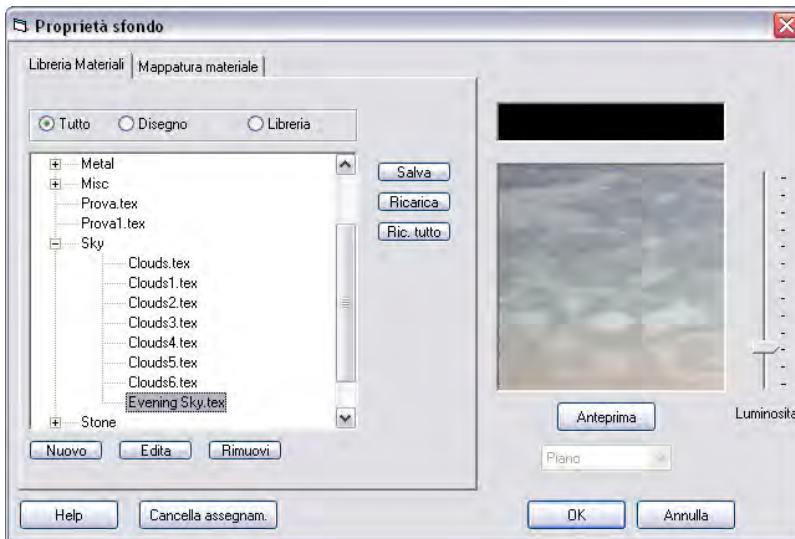 Proprietà sfondo
Libreria Materiali
Mappatura materiale
Tutto
Disegno
Libreria
Metal
Misc
Prova.tex
Prova1.tex
Sky
Clouds.tex
Clouds1.tex
Clouds2.tex
Clouds3.tex
Clouds4.tex
Clouds5.tex
Clouds6.tex
Evening Sky.tex
Stone
Salva
Ricarica
Ric. tutto
Nuovo
Edita
Rimuovi
Anteprima
Luminosita
Piano
Help
Cancella assegnam.
OK
Annulla